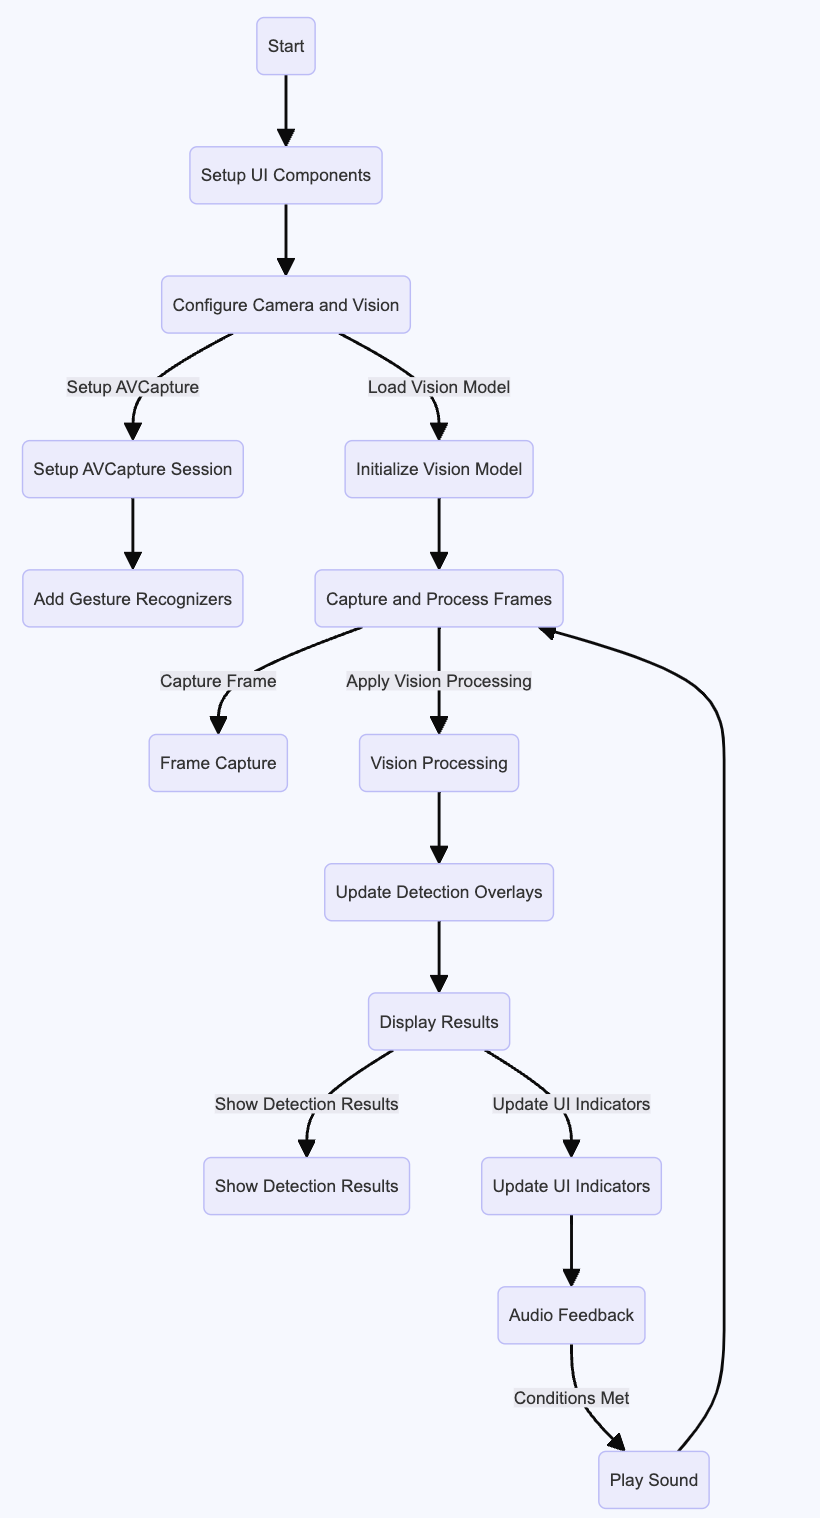 Start
Setup UI Components
Configure Camera and Vision
Setup AVCapture
Load Vision Model
Setup AVCapture Session
Initialize Vision Model
Add Gesture Recognizers
Capture and Process Frames
Capture Frame
Apply Vision Processing
Frame Capture
Vision Processing
Update Detection Overlays
Display Results
Show Detection Results
Update UI Indicators
Show Detection Results
Update UI Indicators
Audio Feedback
Conditions Met
Play Sound